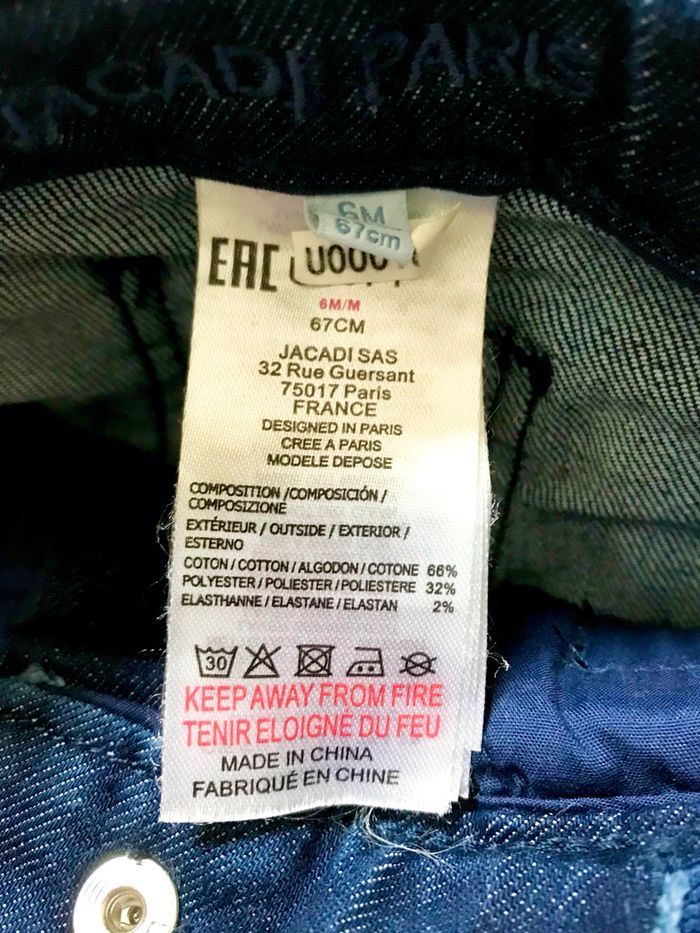 JACADI PARIS
6M
67cm
EAC
6M/M
67CM
JACADI SAS
32 Rue Guersant
75017 Paris
FRANCE
DESIGNED IN PARIS
CREE A PARIS
MODELE DEPOSE
COMPOSITION /COMPOSICIÓN /
COMPOSIZIONE
EXTÉRIEUR / OUTSIDE / EXTERIOR /
ESTERNO
COTON / COTTON / ALGODON / COTONE 66%
POLYESTER / POLIESTER / POLIESTERE 32%
ELASTHANNE / ELASTANE / ELASTAN 2%
30
KEEP AWAY FROM FIRE
TENIR ELOIGNÉ DU FEU
MADE IN CHINA
FABRIQUÉ EN CHINE